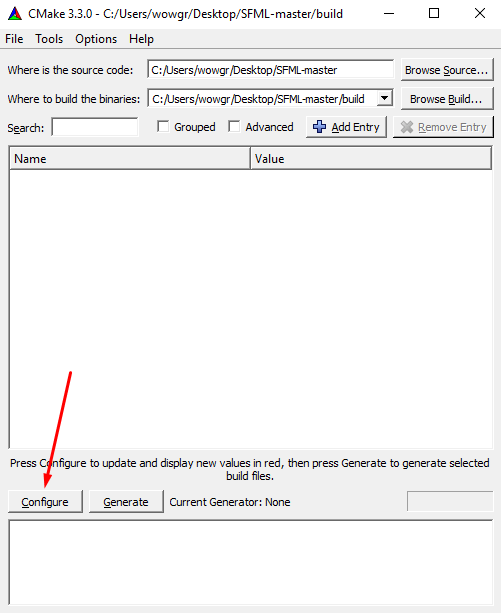 CMake 3.3.0 - C:/Users/wowgr/Desktop/SFML-master/build
File Tools Options Help
Where is the source code: C:/Users/wowgr/Desktop/SFML-master Browse Source...
Where to build the binaries: C:/Users/wowgr/Desktop/SFML-master/build Browse Build...
Search: Grouped Advanced Add Entry Remove Entry
Name Value
Press Configure to update and display new values in red, then press Generate to generate selected
build files.
Configure Generate Current Generator: None